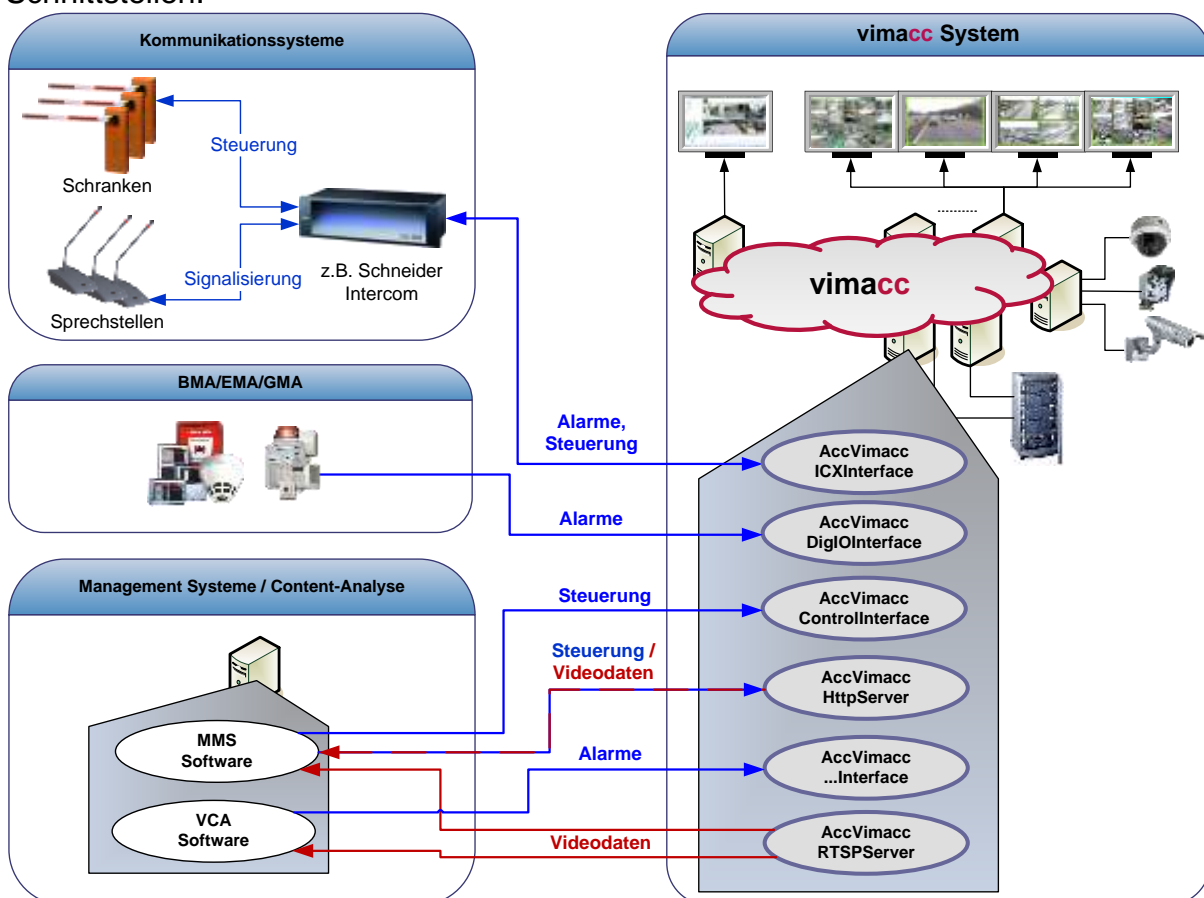 Schnittstellen.
Kommunikationssysteme
Schranken
Steuerung
Signalisierung
Sprechstellen
z.B. Schneider
Intercom
BMA/EMA/GMA
Management Systeme / Content-Analyse
MMS
Software
VCA
Software
Alarme,
Steuerung
Alarme
Steuerung
Steuerung /
Videodaten
Alarme
Videodaten
vimacc System
vimacc
AccVimacc
ICXInterface
AccVimacc
DigIOInterface
AccVimacc
ControlInterface
AccVimacc
HttpServer
AccVimacc
...Interface
AccVimacc
RTSPServer